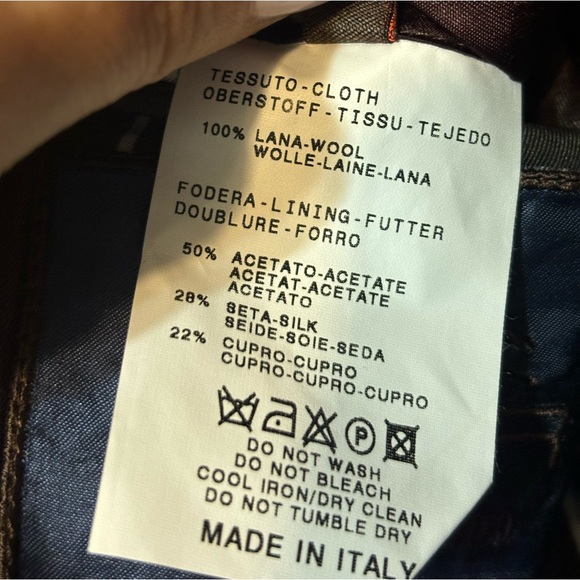 TESSUTO-CLOTH
OBERSTOFF-TISSU-TEJEDO
100% LANA-WOOL
WOLLE-LAINE-LANA
FODERA-LINING-FUTTER
DOUBLURE-FORRO
50% ACETATO-ACETATE
ACETAT-ACETATE
ACETATO
28% SETA-SILK
SEIDE-SOIE-SEDA
22% CUPRO-CUPRO
CUPRO-CUPRO-CUPRO
P
DO NOT WASH
DO NOT BLEACH
COOL IRON/DRY CLEAN
DO NOT TUMBLE DRY
MADE IN ITALY